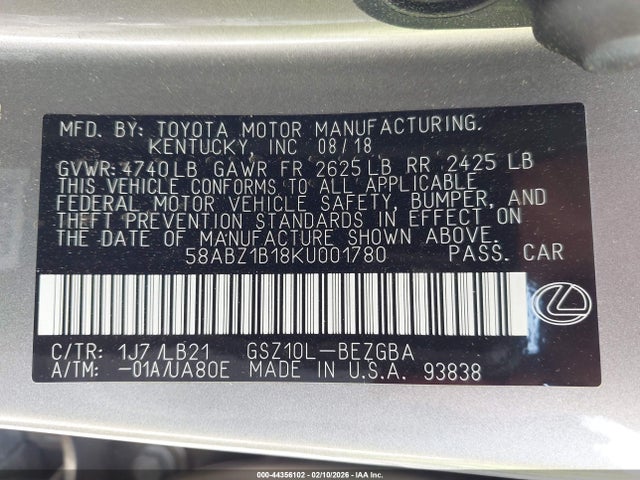 MFD. BY: TOYOTA MOTOR MANUFACTURING.
KENTUCKY, INC 08/18
GVWR: 4740 LB GAWR FR 2625 LB RR 2425 LB
THIS VEHICLE CONFORMS TO ALL APPLICABLE
FEDERAL MOTOR VEHICLE SAFETY, BUMPER, AND
THEFT PREVENTION STANDARDS IN EFFECT ON
THE DATE OF MANUFACTURE SHOWN ABOVE.
58ABZ1B18KU001780 PASS. CAR
C/TR: 1J7 /LB21 GSZ10L-BEZGBA
A/TM: -01A/UA80E MADE IN U.S.A. 93838
000-44356102 | 02/10/2026 | IAA Inc.